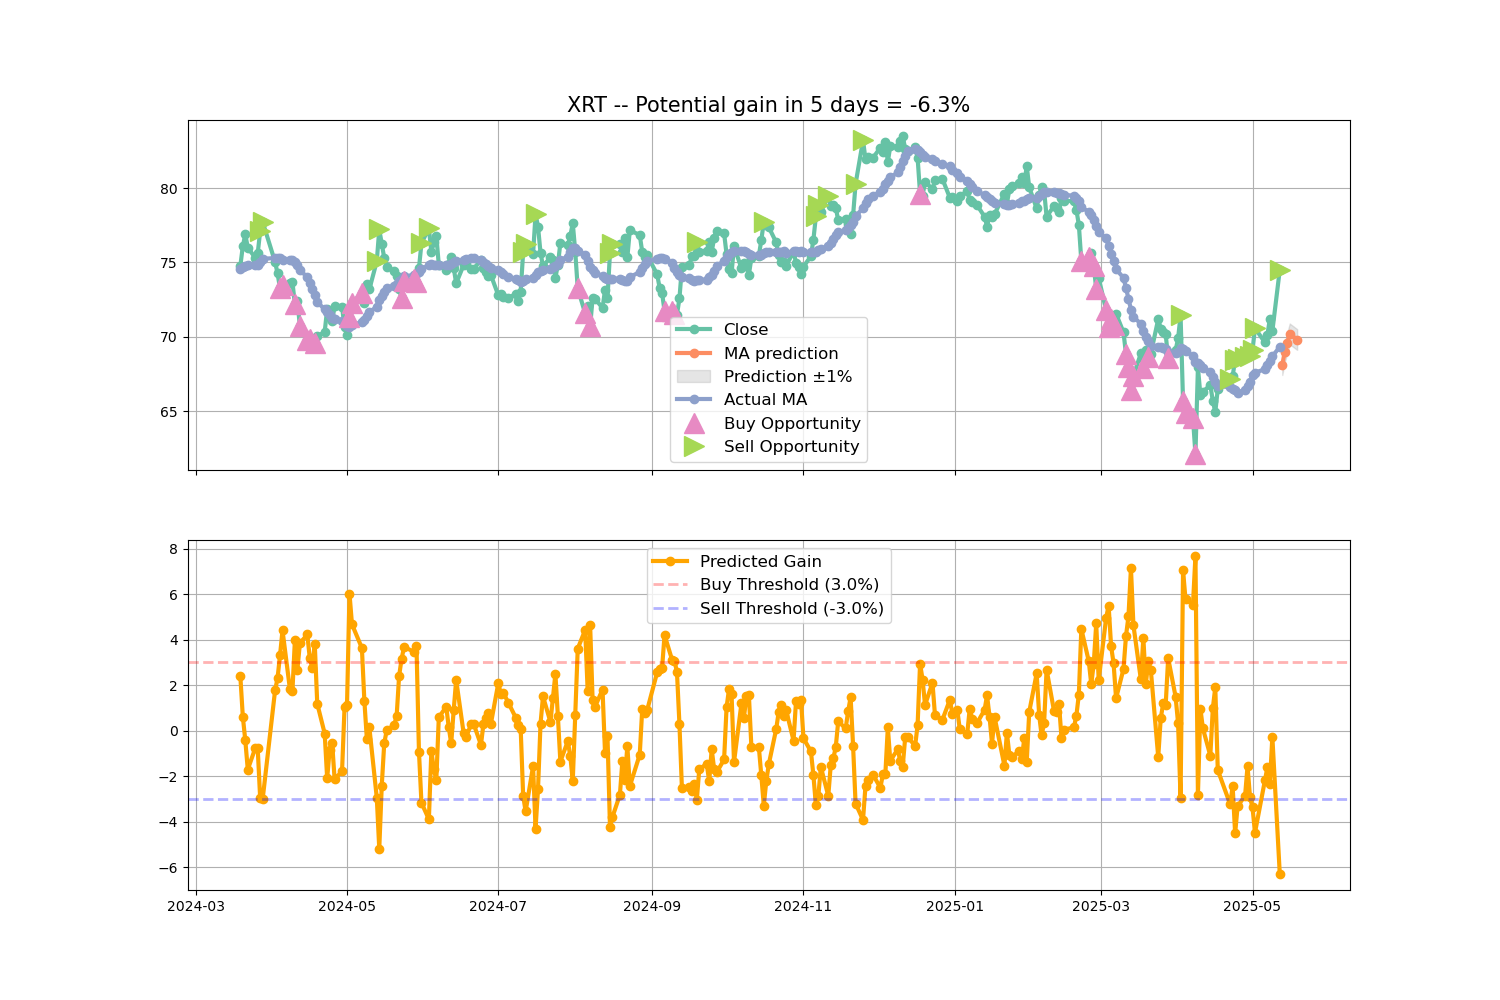 XRT -- Potential gain in 5 days = -6.3%
80
75
70
65
Close
MA prediction
Prediction ±1%
Actual MA
Buy Opportunity
Sell Opportunity
8
6
4
2
0
−2
−4
−6
Predicted Gain
Buy Threshold (3.0%)
Sell Threshold (-3.0%)
2024-03 2024-05 2024-07 2024-09 2024-11 2025-01 2025-03 2025-05